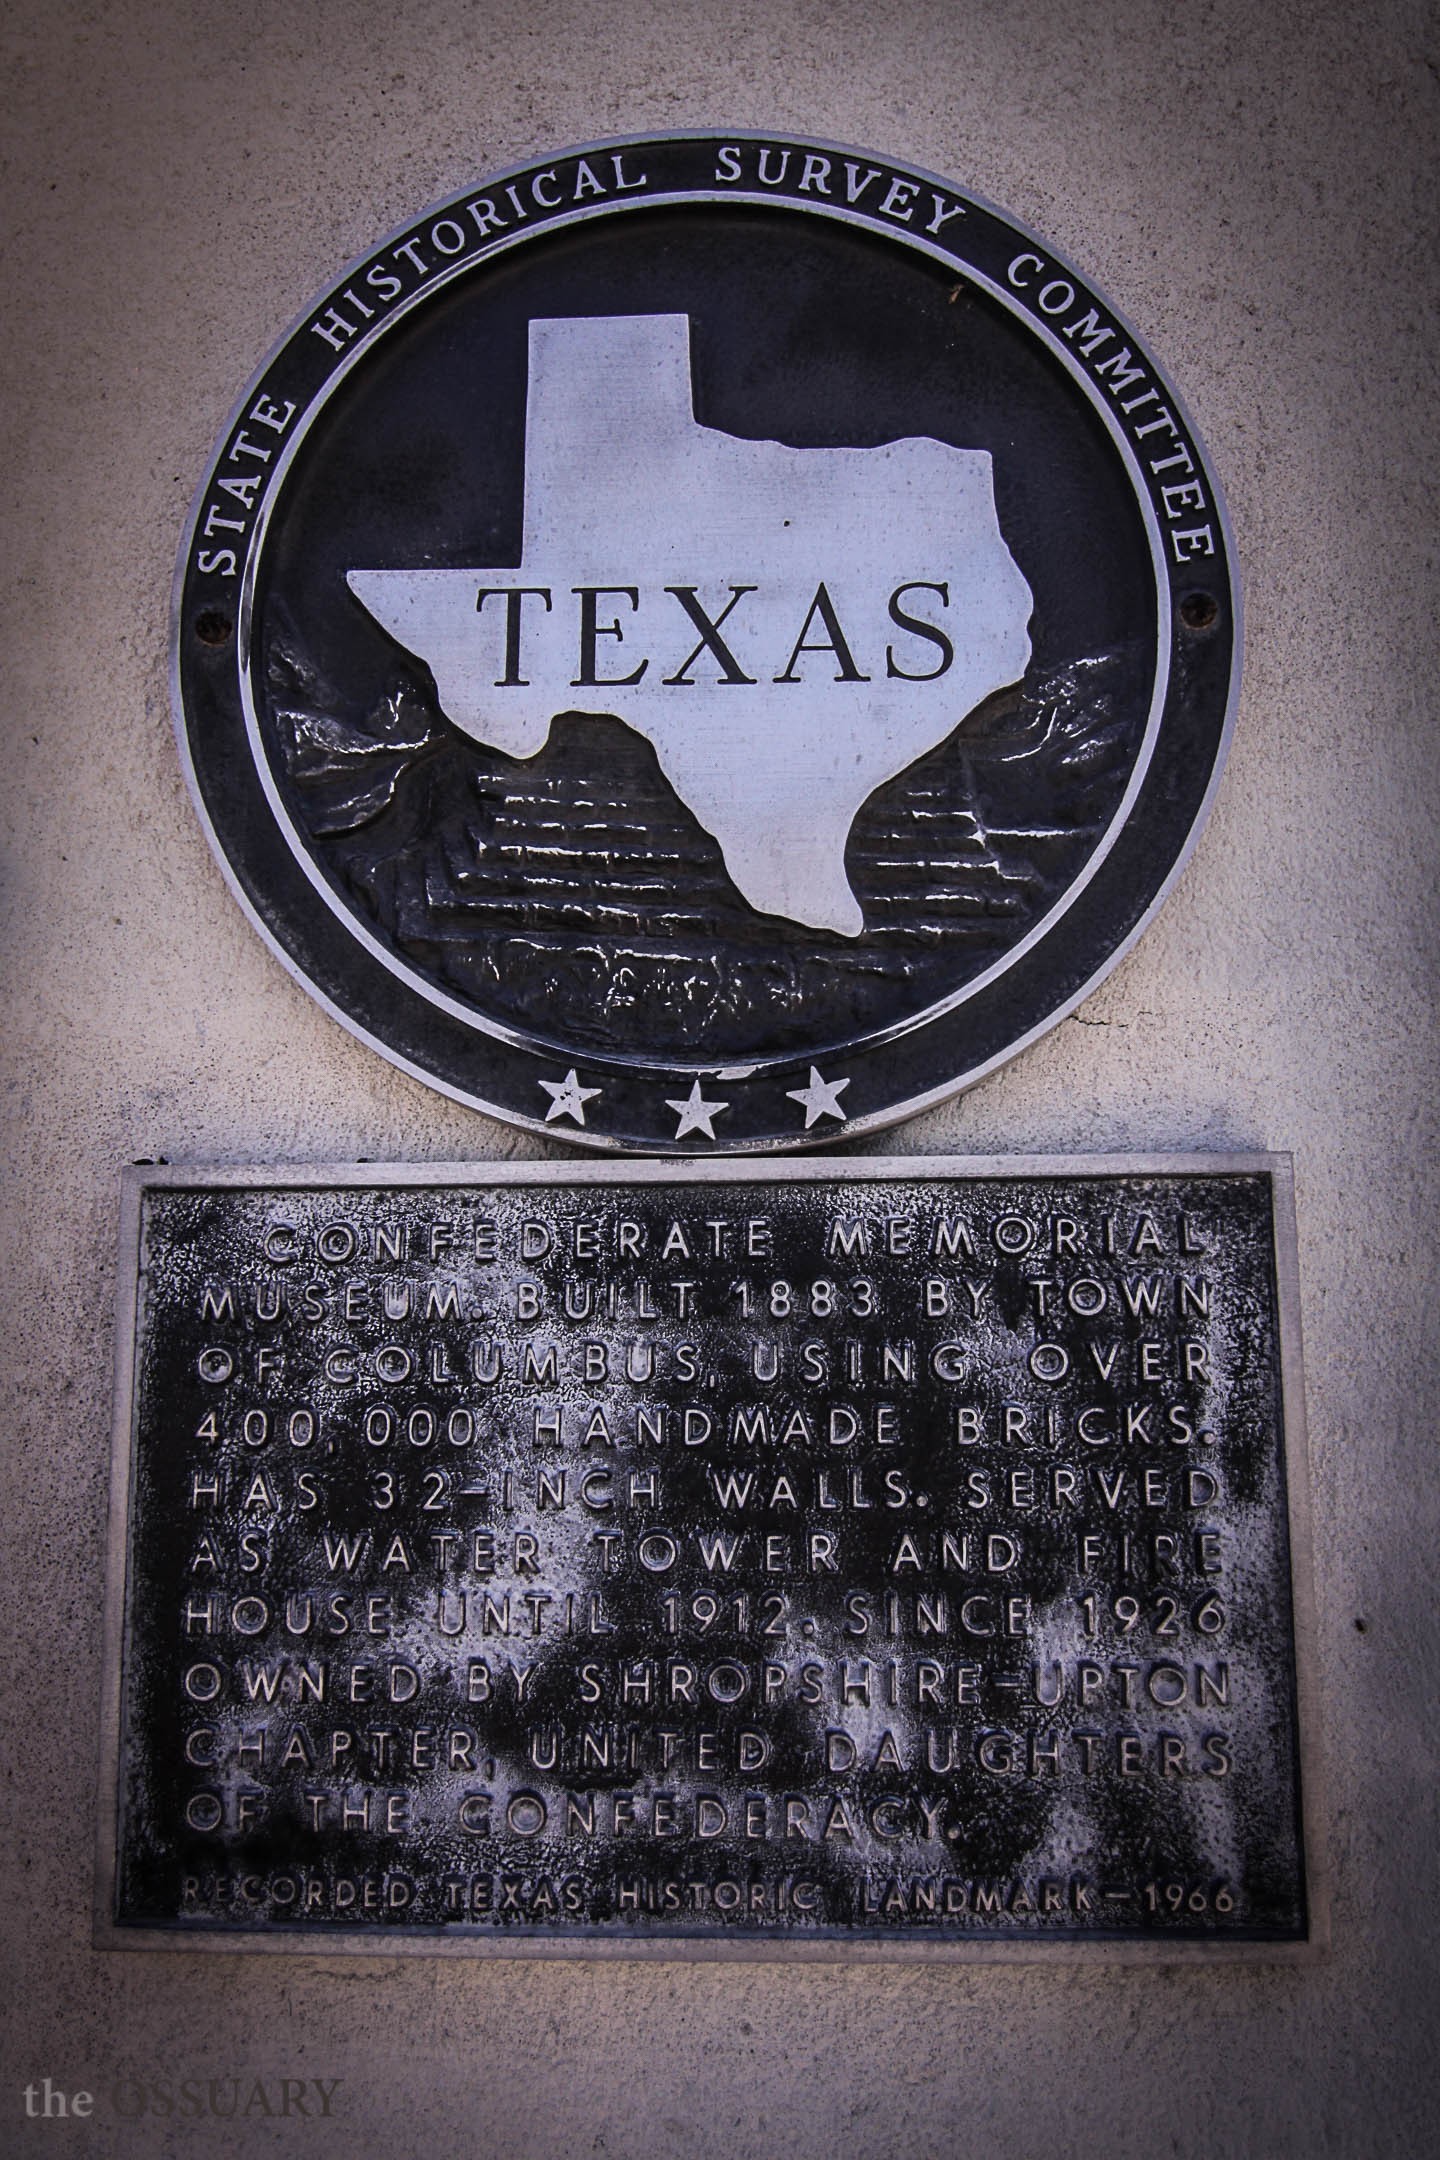 STATE HISTORICAL SURVEY COMMITTEE
TEXAS
CONFEDERATE MEMORIAL
MUSEUM. BUILT 1883 BY TOWN
OF COLUMBUS, USING OVER
400,000 HANDMADE BRICKS.
HAS 32-INCH WALLS. SERVED
AS WATER TOWER AND FIRE
HOUSE UNTIL 1912. SINCE 1926
OWNED BY SHROPSHIRE-UPTON
CHAPTER, UNITED DAUGHTERS
OF THE CONFEDERACY.
RECORDED TEXAS HISTORIC LANDMARK-1966
the OSSUARY